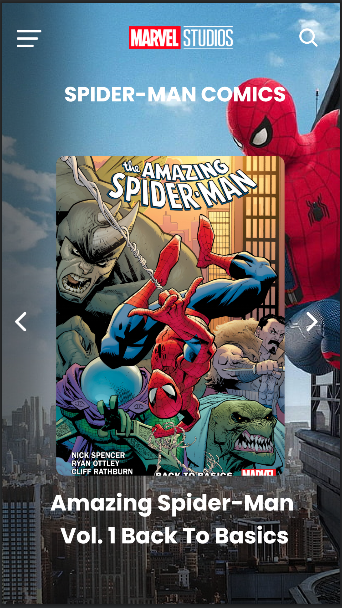 MARVEL STUDIOS
SPIDER-MAN COMICS
the AMAZING
SPIDER-MAN
NICK SPENCER
RYAN OTTLEY
CLIFF RATHBURN
BACK TO BASICS
MARVEL
Amazing Spider-Man
Vol. 1 Back To Basics